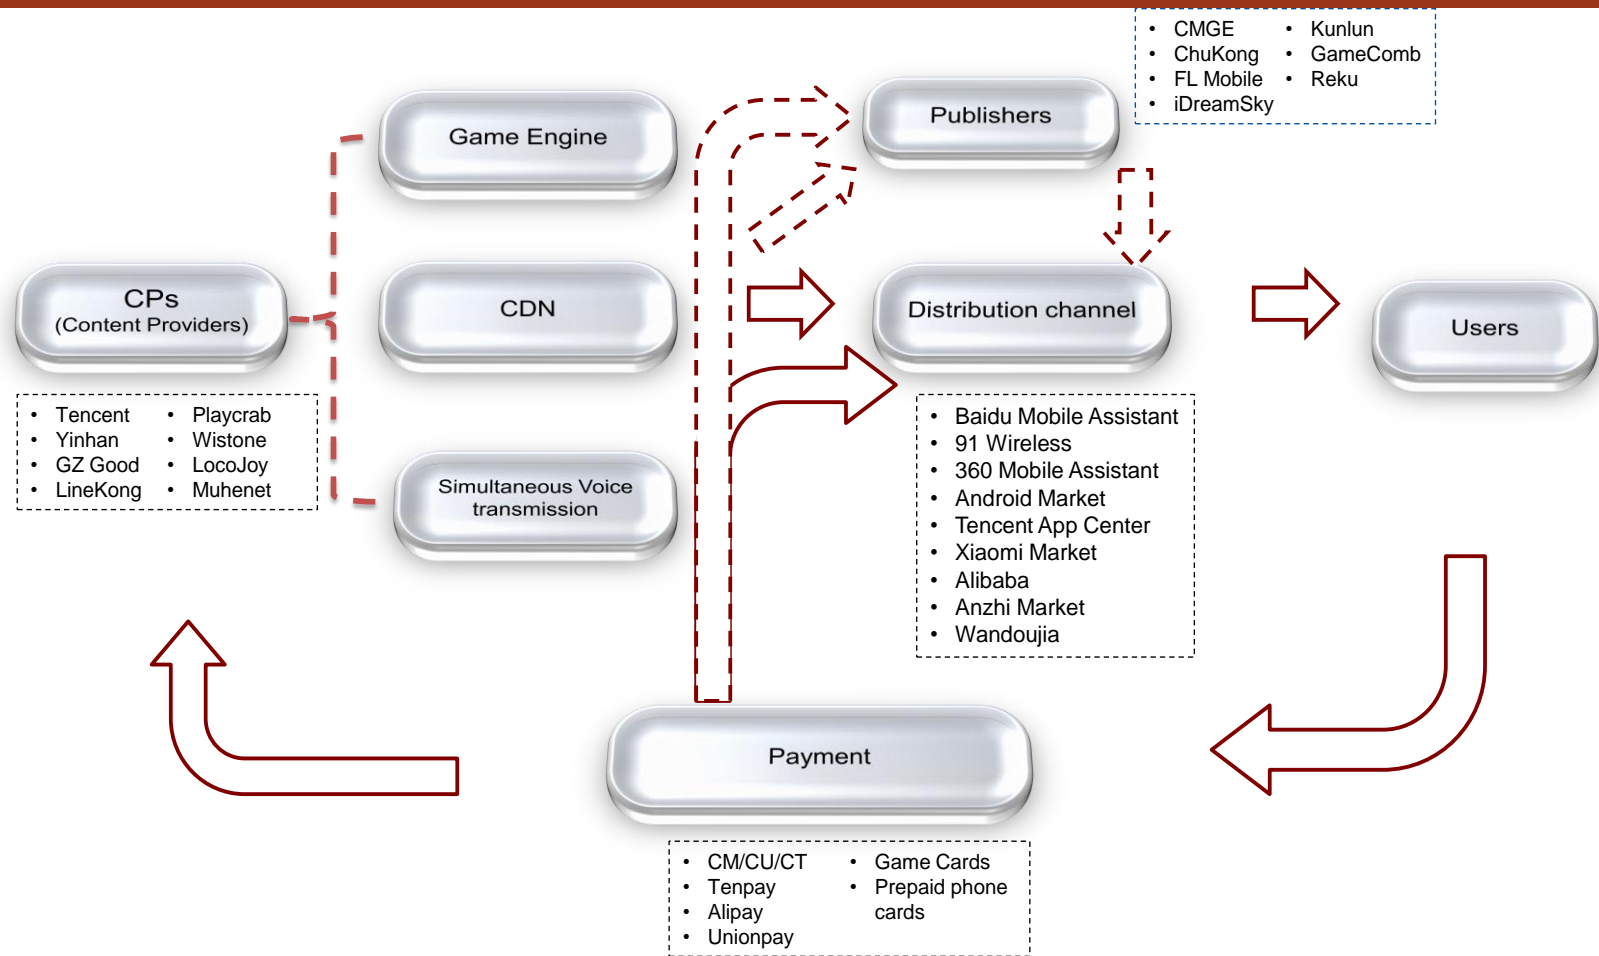 • CMGE
• ChuKong
• FL Mobile
• iDreamSky
• Kunlun
• GameComb
• Reku
Publishers
Game Engine
CPs
(Content Providers)
CDN
Distribution channel
Users
• Tencent
• Yinhan
• GZ Good
• LineKong
• Playcrab
• Wistone
• LocoJoy
• Muhenet
Simultaneous Voice
transmission
• Baidu Mobile Assistant
• 91 Wireless
• 360 Mobile Assistant
• Android Market
• Tencent App Center
• Xiaomi Market
• Alibaba
• Anzhi Market
• Wandoujia
Payment
• CM/CU/CT
• Tenpay
• Alipay
• Unionpay
• Game Cards
• Prepaid phone
cards